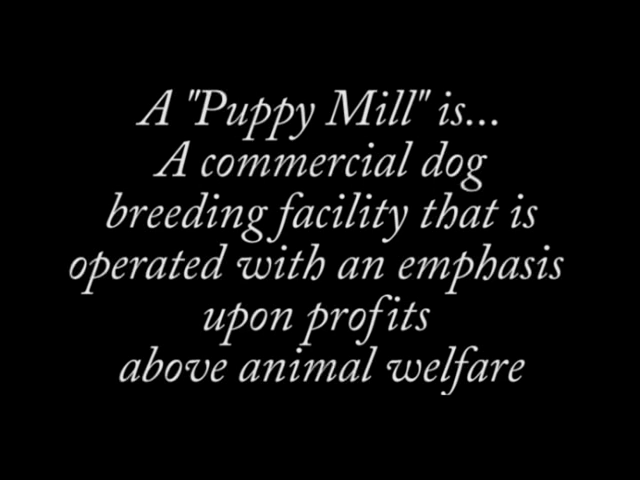 A "Puppy Mill" is...
A commercial dog
breeding facility that is
operated with an emphasis
upon profits
above animal welfare